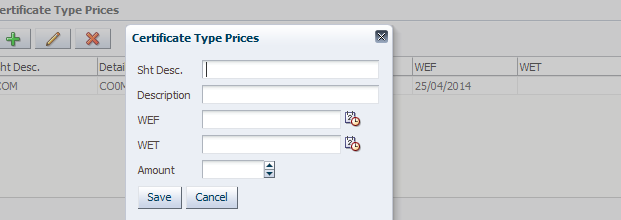 Certificate Type Prices
Certificate Type Prices
ht Desc. Detai WEF WET
COM CO0M 25/04/2014
Sht Desc.
Description
WEF
WET
Amount
Save Cancel